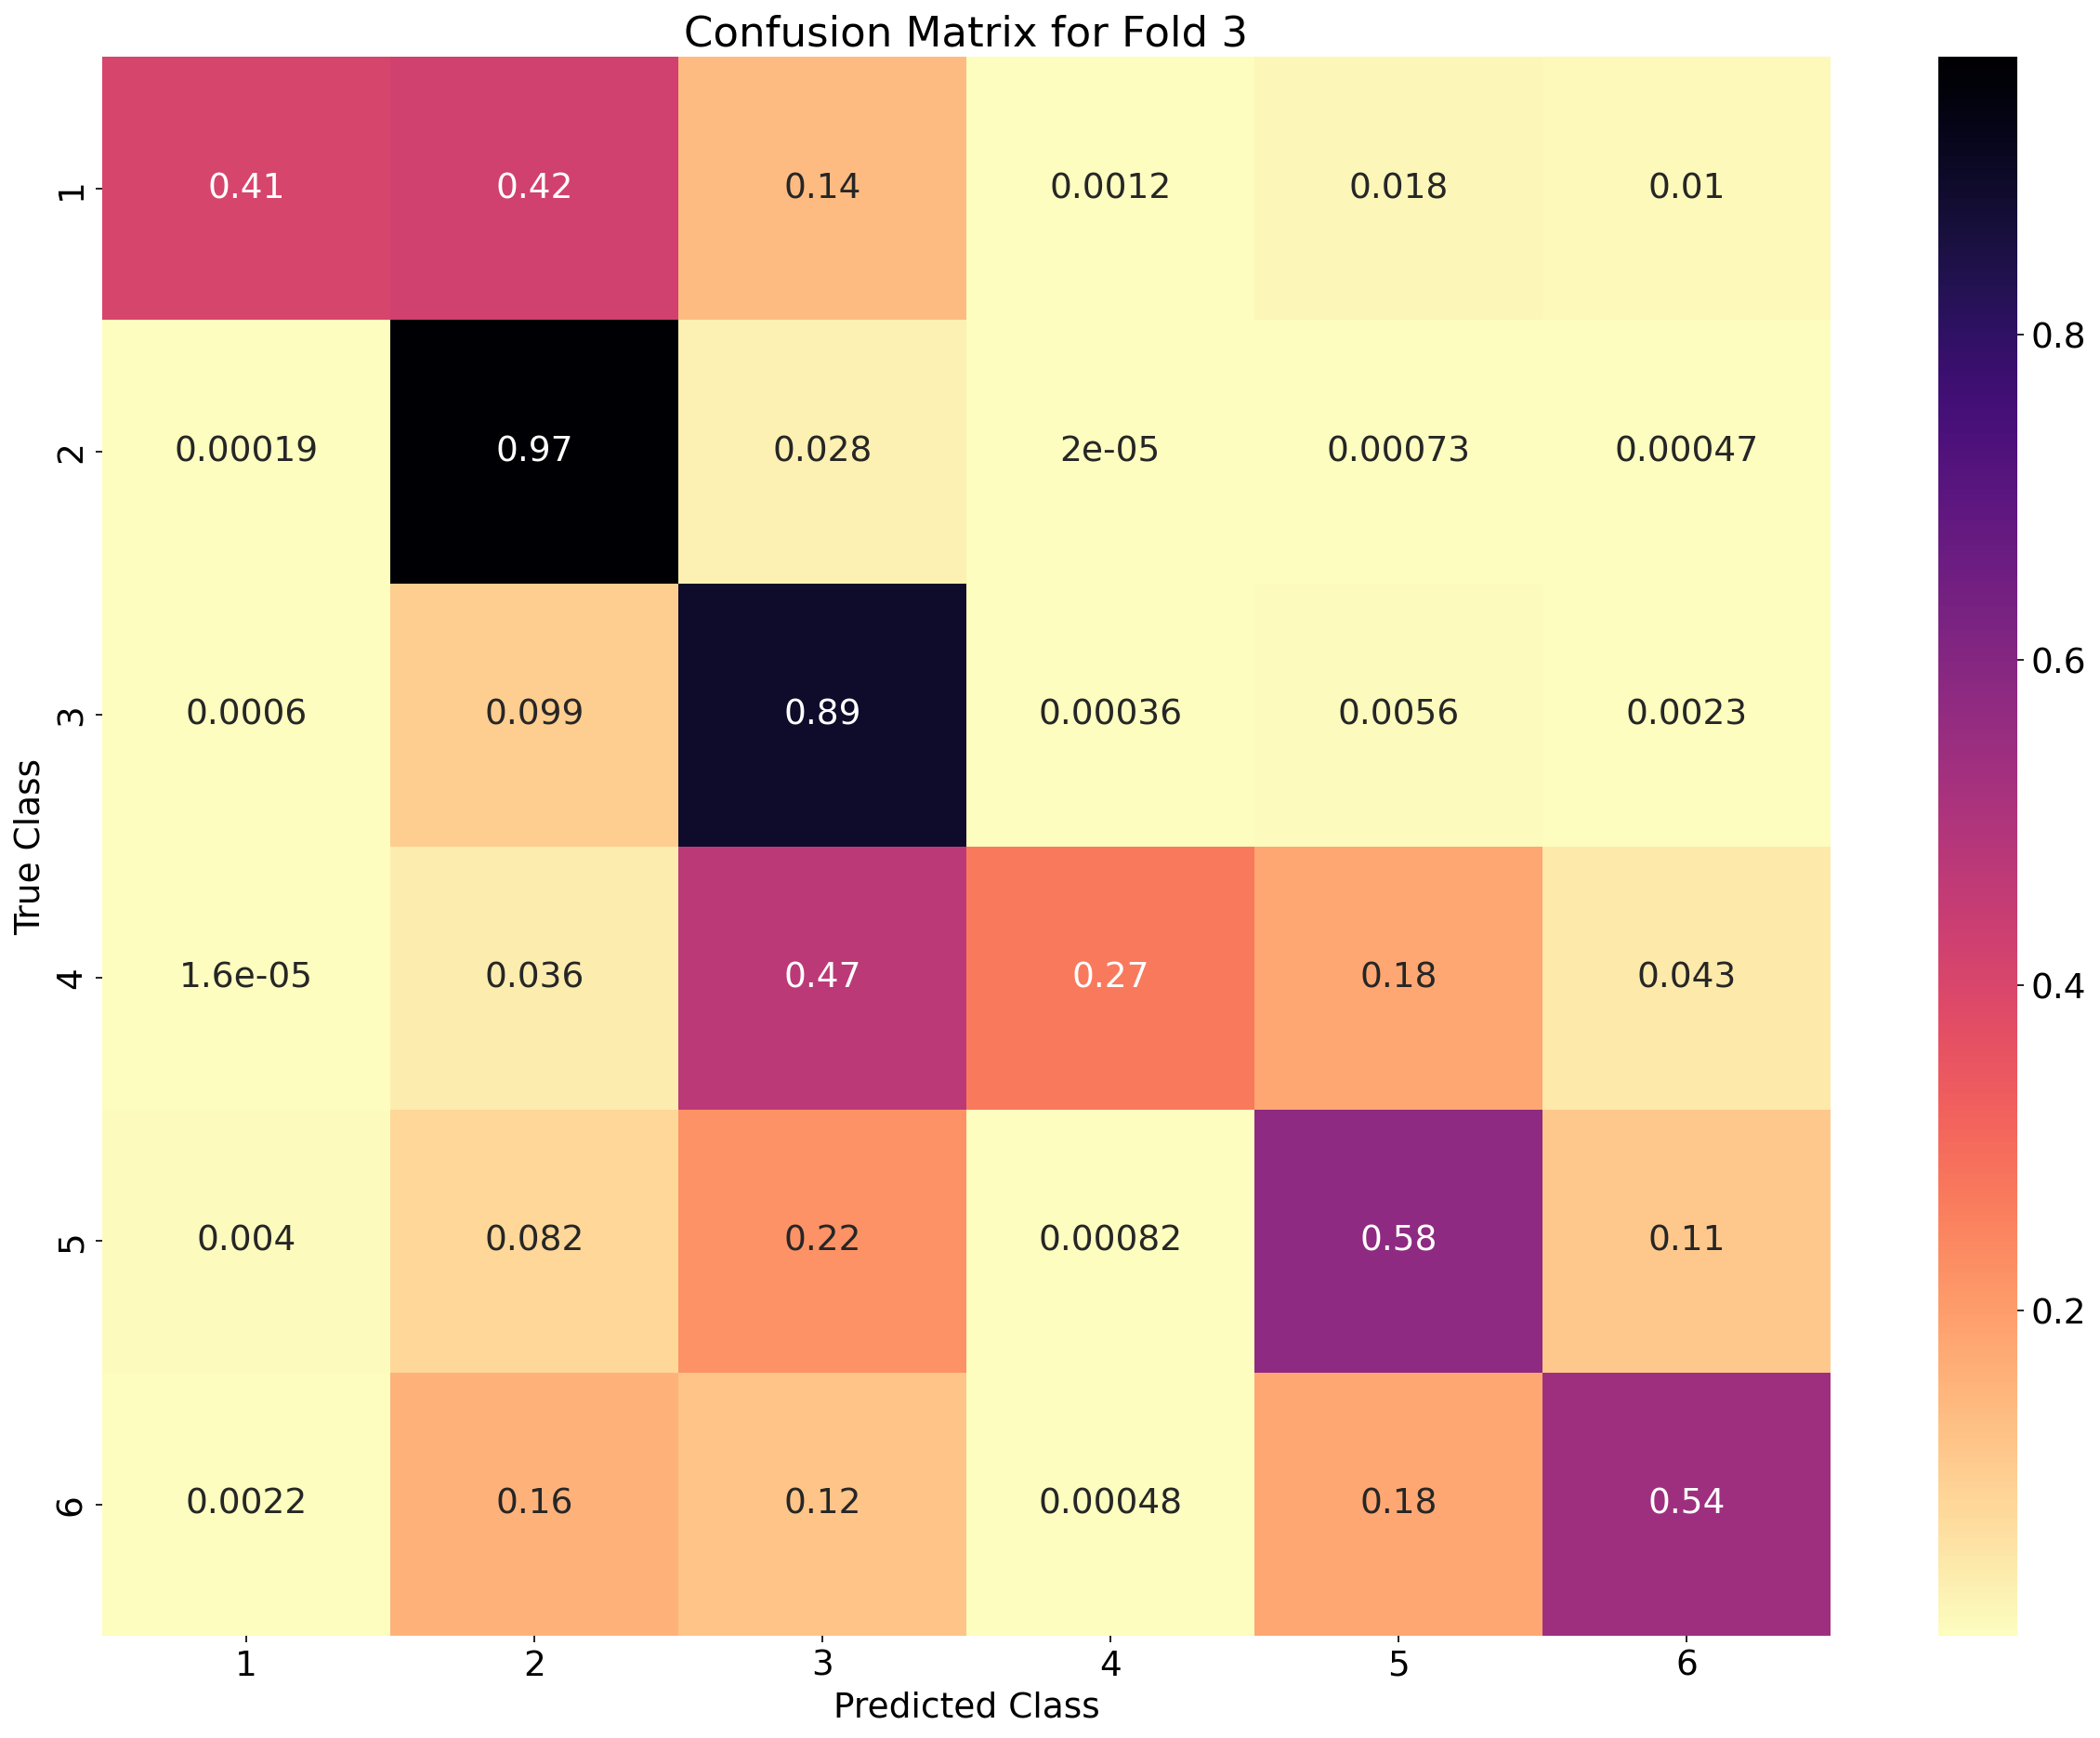 Confusion Matrix for Fold 3
1 0.41 0.42 0.14 0.0012 0.018 0.01
2 0.00019 0.97 0.028 2e-05 0.00073 0.00047
3 0.0006 0.099 0.89 0.00036 0.0056 0.0023
4 1.6e-05 0.036 0.47 0.27 0.18 0.043
5 0.004 0.082 0.22 0.00082 0.58 0.11
6 0.0022 0.16 0.12 0.00048 0.18 0.54
1 2 3 4 5 6
Predicted Class
True Class
0.8
0.6
0.4
0.2